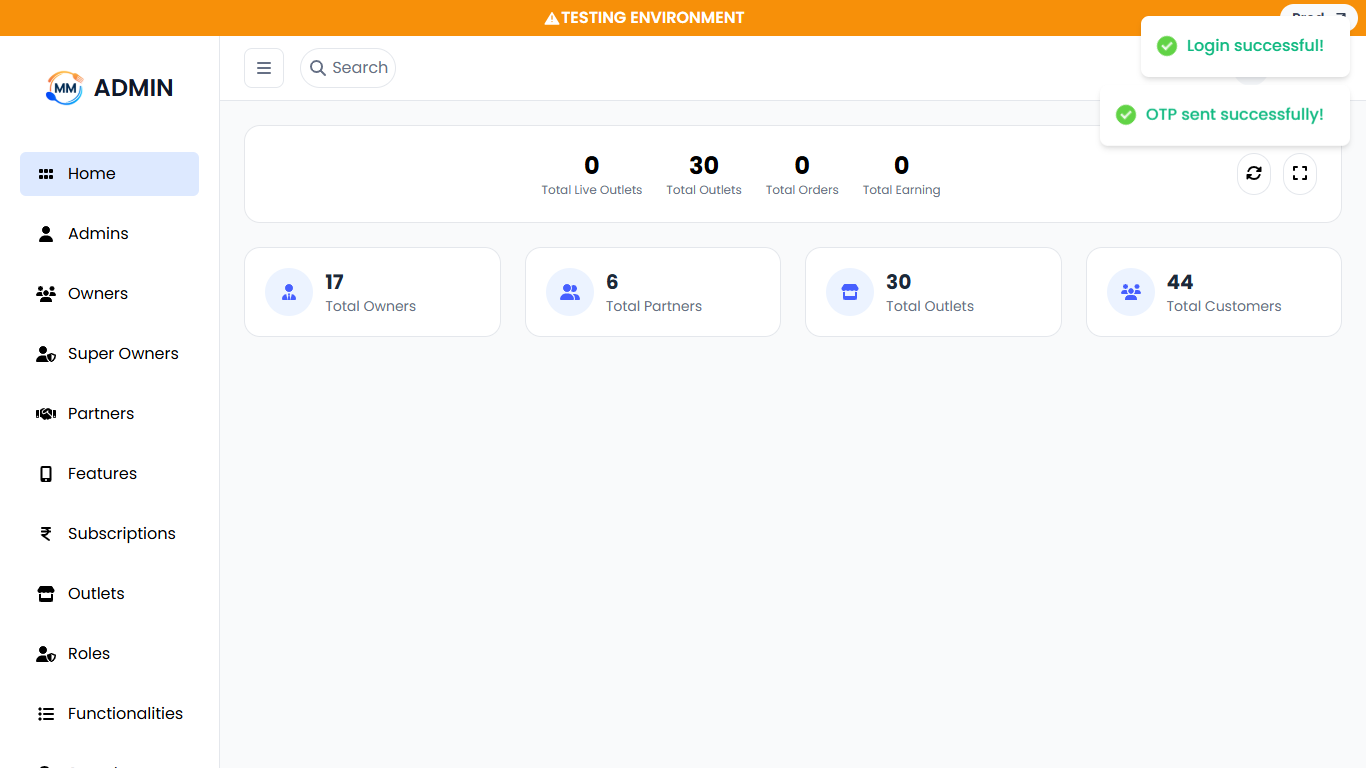 TESTING ENVIRONMENT
Login successful!
OTP sent successfully!
MM ADMIN
Search
Home
Admins
Owners
Super Owners
Partners
Features
Subscriptions
Outlets
Roles
Functionalities
0 30 0 0
Total Live Outlets Total Outlets Total Orders Total Earning
17
Total Owners
6
Total Partners
30
Total Outlets
44
Total Customers